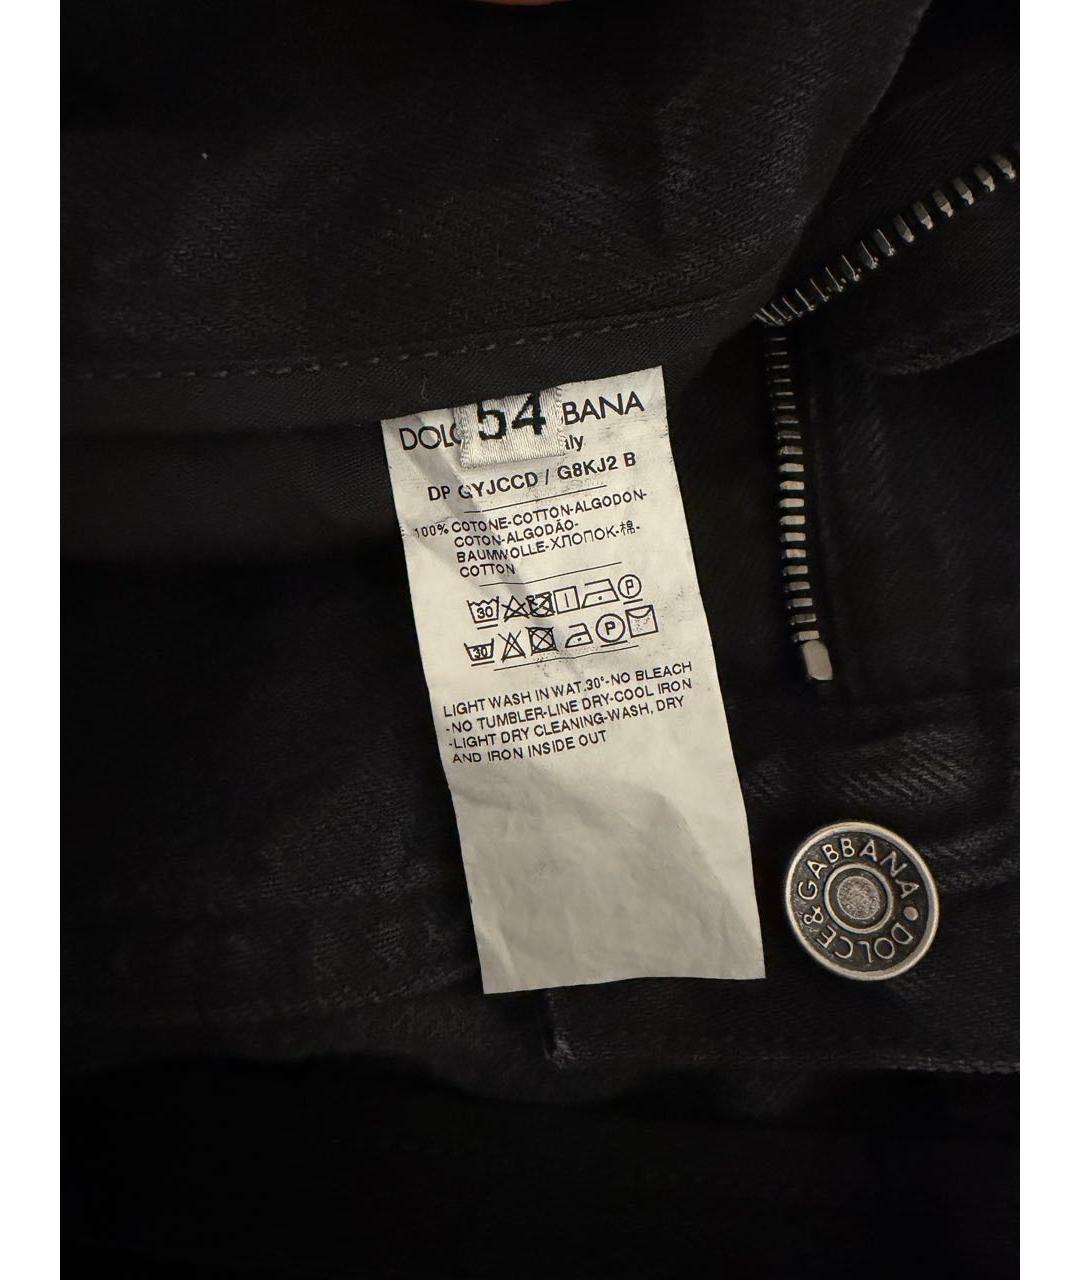 54
BANA
DP GYJCCD / G8KJ2 B
100% COTONE-COTTON-ALGODON-
COTON-ALGODÃO-
BAUMWOLLE-ХЛОПОК-棉-
COTTON
30 P
30 P
LIGHT WASH IN WAT.30°-NO BLEACH
-NO TUMBLER-LINE DRY-COOL IRON
-LIGHT DRY CLEANING-WASH, DRY
AND IRON INSIDE OUT
DOLCE & GABBANA